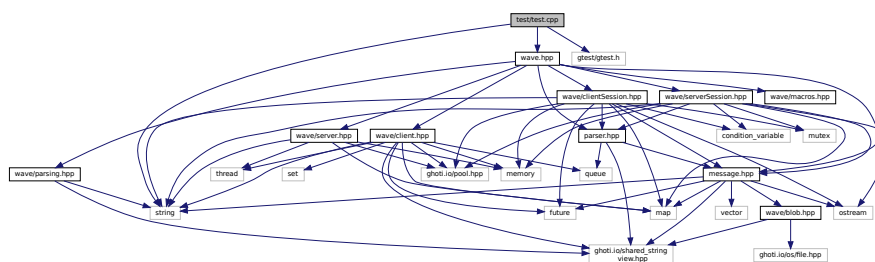 test/test.cpp
wave.hpp
gtest/gtest.h
wave/clientSession.hpp
wave/serverSession.hpp
wave/macros.hpp
wave/server.hpp
wave/client.hpp
parser.hpp
condition_variable
mutex
wave/parsing.hpp
thread
set
ghoti.io/pool.hpp
memory
queue
message.hpp
string
future
map
vector
wave/blob.hpp
ostream
ghoti.io/shared_string
view.hpp
ghoti.io/os/file.hpp